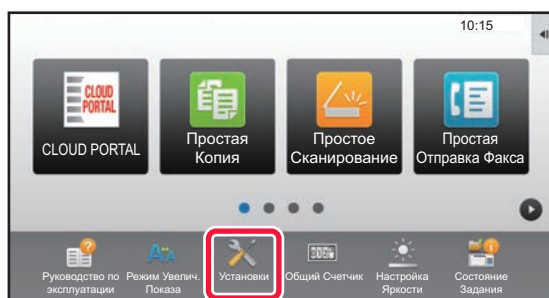 10:15
CLOUD
PORTAL
CLOUD PORTAL
Простая
Копия
Простое
Сканирование
Простая
Отправка Факса
Руководство по
эксплуатации
Режим Увелич.
Показа
Установки
Общий Счетчик
Настройка
Яркости
Состояние
Задания